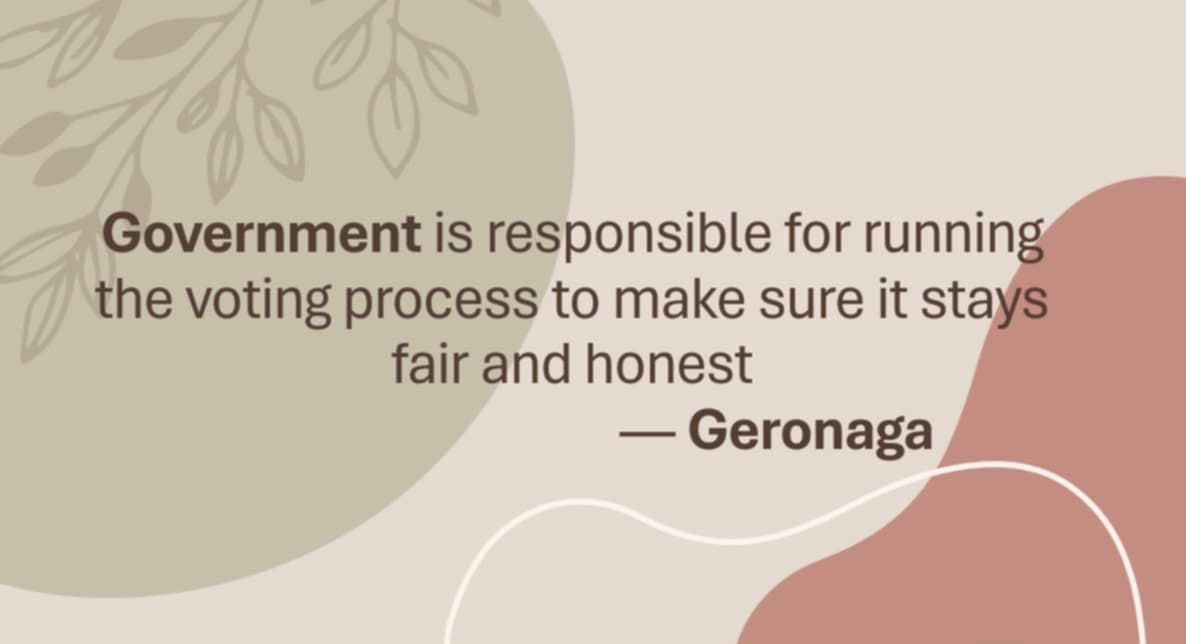 Government is responsible for running
the voting process to make sure it stays
fair and honest
— Geronaga